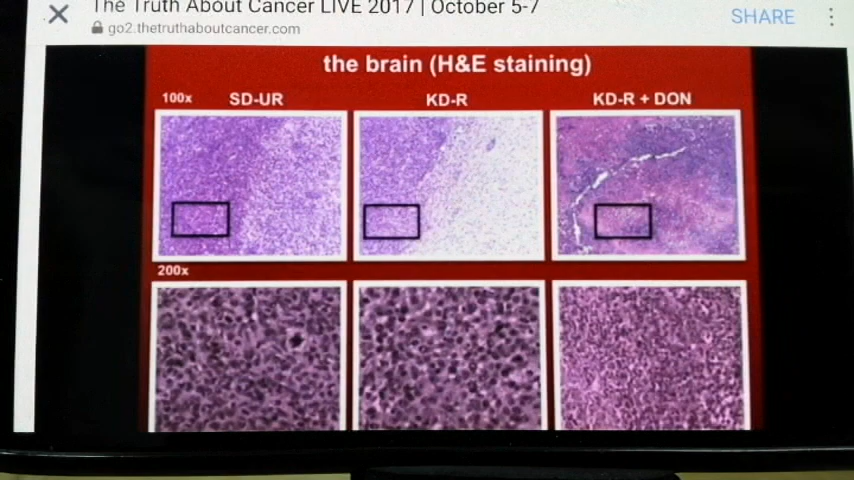 The Truth About Cancer LIVE 2017 | October 5-7
go2.thetruthaboutcancer.com
SHARE
the brain (H&E staining)
100x SD-UR KD-R KD-R + DON
200x